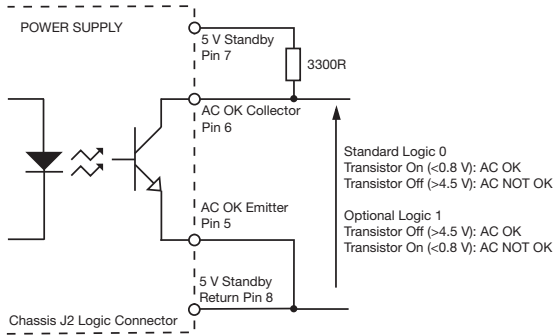 POWER SUPPLY
5 V Standby
Pin 7
3300R
AC OK Collector
Pin 6
Standard Logic 0
Transistor On (<0.8 V): AC OK
Transistor Off (>4.5 V): AC NOT OK
Optional Logic 1
Transistor Off (>4.5 V): AC OK
Transistor On (<0.8 V): AC NOT OK
AC OK Emitter
Pin 5
5 V Standby
Return Pin 8
Chassis J2 Logic Connector